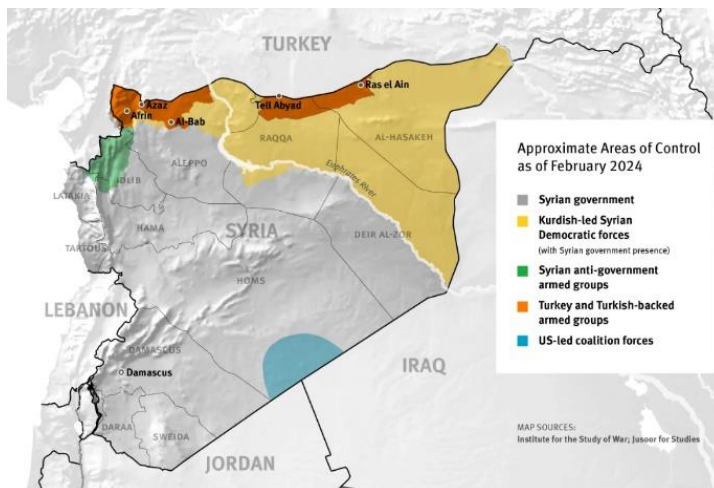 TURKEY
Ras el Ain
Azaz
Tell Abyad
Afrin
Al-Bab
RAQQA
AL-HASAKEH
ALEPPO
IDLIB
Euphrates River
LATAKIA
SYRIA
HAMA
DEIR AL-ZOR
TARTOUS
HOMS
LEBANON
DAMASCUS
Damascus
IRAQ
DARAA
SWEIDA
JORDAN
Approximate Areas of Control
as of February 2024
Syrian government
Kurdish-led Syrian
Democratic forces
(with Syrian government presence)
Syrian anti-government
armed groups
Turkey and Turkish-backed
armed groups
US-led coalition forces
MAP SOURCES:
Institute for the Study of War; Jusoor for Studies